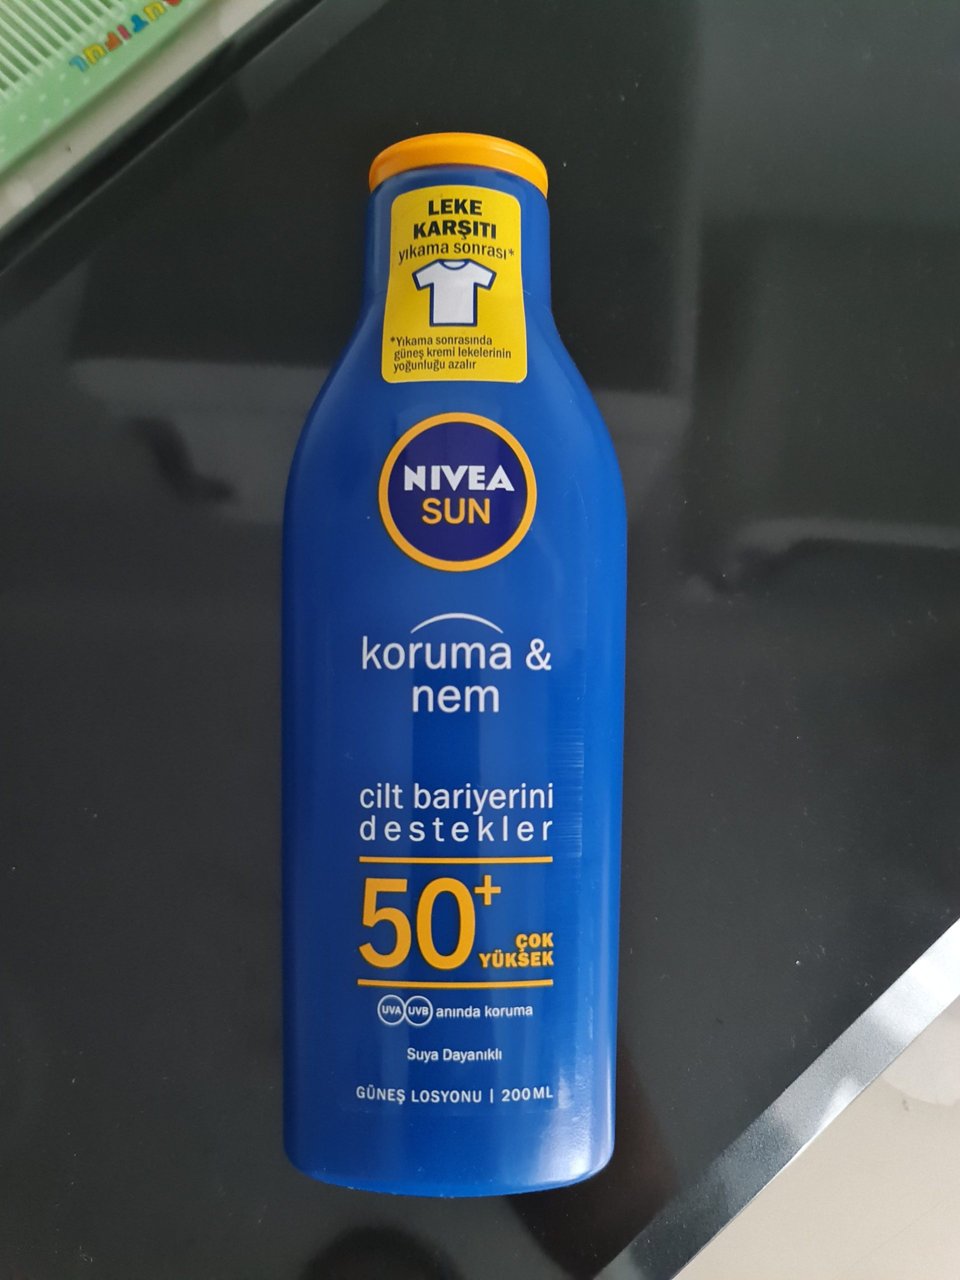 BEAUTIFUL
LEKE
KARŞITI
yıkama sonrası*
*Yıkama sonrasında
güneş kremi lekelerinin
yoğunluğu azalır
NIVEA
SUN
koruma &
nem
cilt bariyerini
destekler
50+
ÇOK
YÜKSEK
UVA UVB anında koruma
Suya Dayanıklı
GÜNEŞ LOSYONU | 200ML